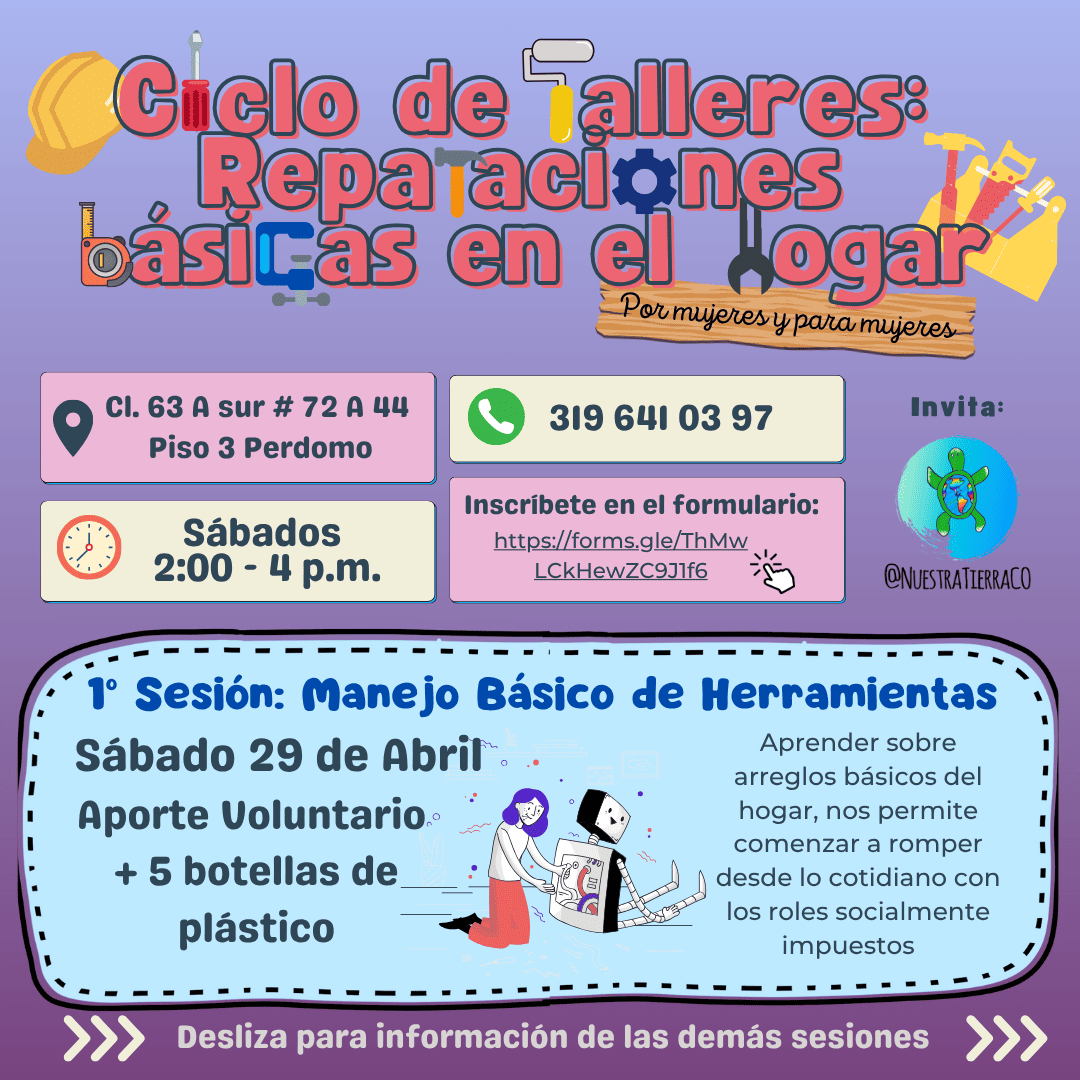 Ciclo de Talleres:
Reparaciones
básicas en el Hogar
Por mujeres y para mujeres
Cl. 63 A sur # 72 A 44
Piso 3 Perdomo
319 641 03 97
Invita:
Sábados
2:00 - 4 p.m.
Inscríbete en el formulario:
https://forms.gle/ThMw
LCkHewZC9J1f6
@NuestraTierraCO
1° Sesión: Manejo Básico de Herramientas
Sábado 29 de Abril
Aporte Voluntario
+ 5 botellas de
plástico
Aprender sobre
arreglos básicos del
hogar, nos permite
comenzar a romper
desde lo cotidiano con
los roles socialmente
impuestos
Desliza para información de las demás sesiones